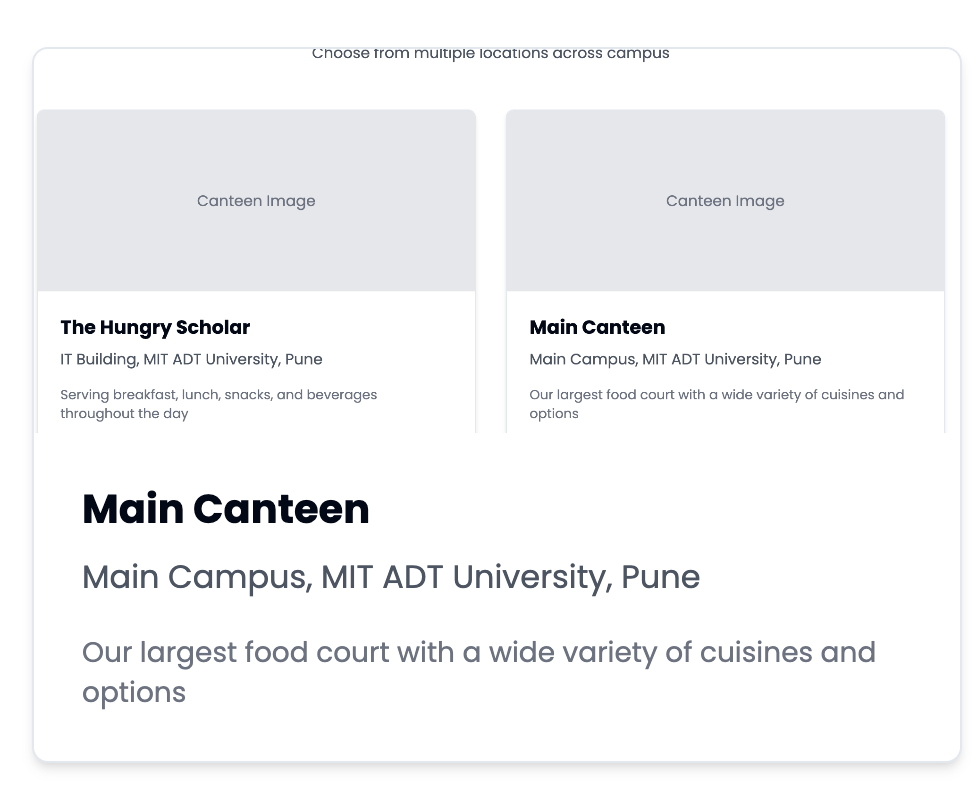 Choose from multiple locations across campus
Canteen Image
Canteen Image
The Hungry Scholar
IT Building, MIT ADT University, Pune
Serving breakfast, lunch, snacks, and beverages
throughout the day
Main Canteen
Main Campus, MIT ADT University, Pune
Our largest food court with a wide variety of cuisines and
options
Main Canteen
Main Campus, MIT ADT University, Pune
Our largest food court with a wide variety of cuisines and
options